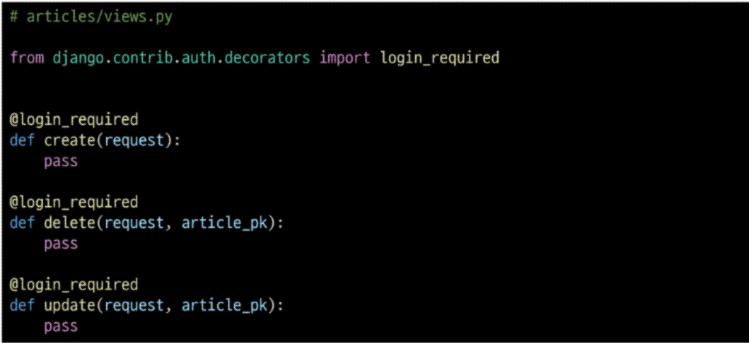 # articles/views.py
from django.contrib.auth.decorators import login_required
@login_required
def create(request):
    pass
@login_required
def delete(request, article_pk):
    pass
@login_required
def update(request, article_pk):
    pass